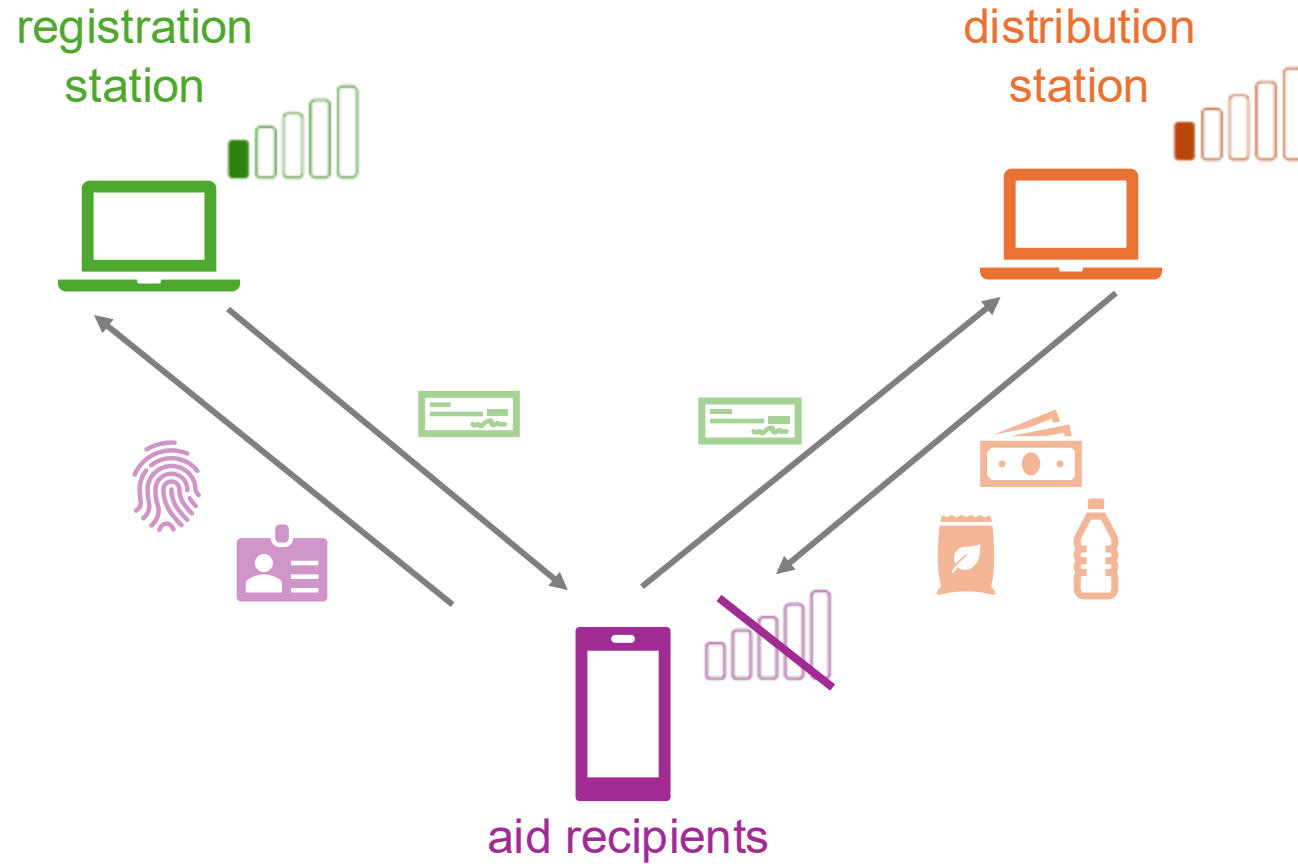 registration
station
distribution
station
aid recipients